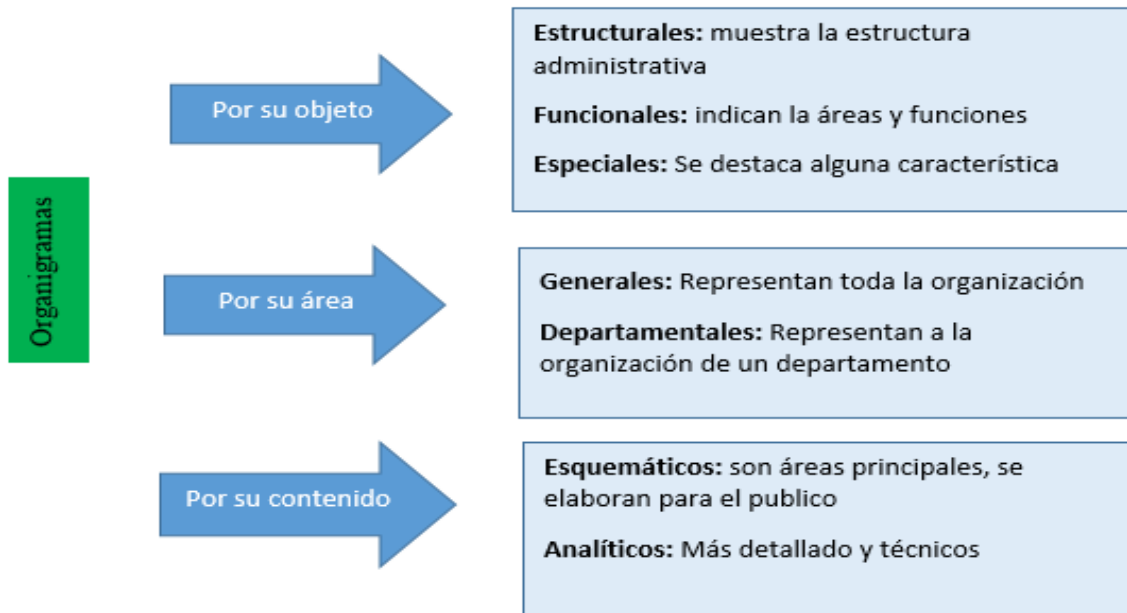 Organigramas
Por su objeto
Estructurales: muestra la estructura
administrativa
Funcionales: indican la áreas y funciones
Especiales: Se destaca alguna característica
Por su área
Generales: Representan toda la organización
Departamentales: Representan a la
organización de un departamento
Por su contenido
Esquemáticos: son áreas principales, se
elaboran para el publico
Analíticos: Más detallado y técnicos